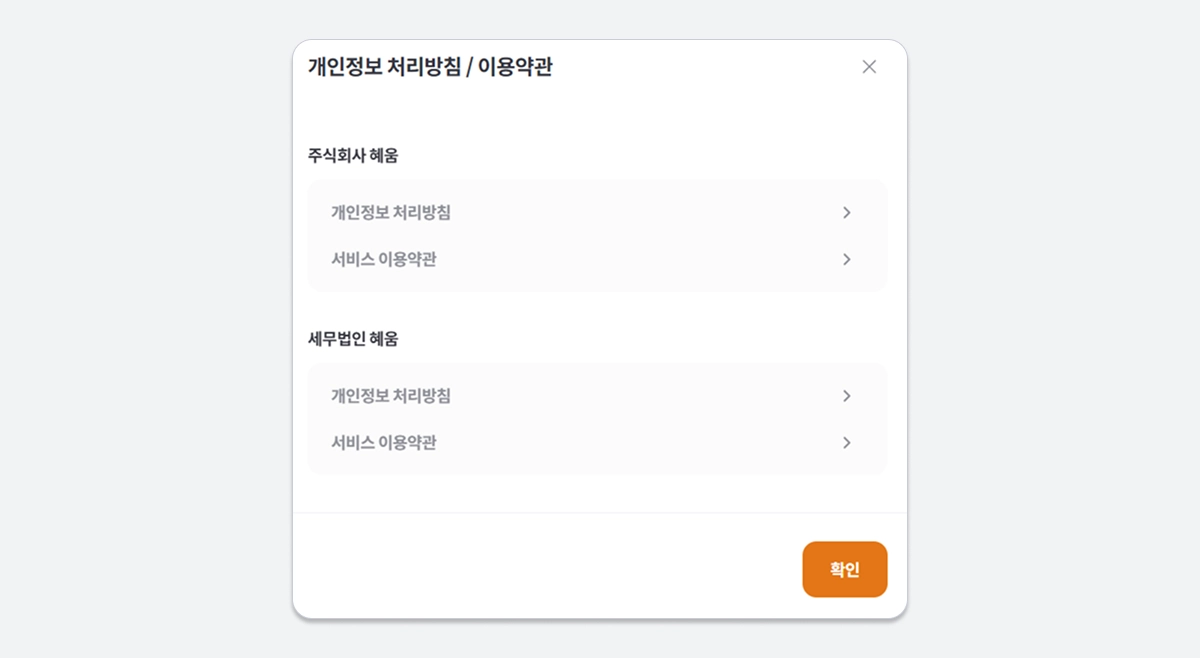 개인정보 처리방침 / 이용약관
주식회사 혜움
개인정보 처리방침
서비스 이용약관
세무법인 혜움
개인정보 처리방침
서비스 이용약관
확인